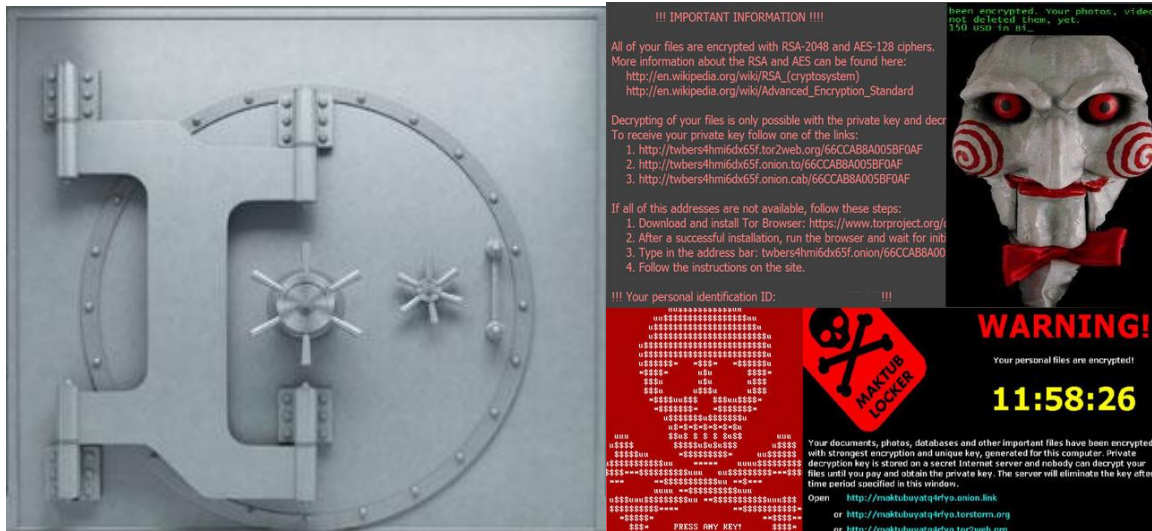 !!! IMPORTANT INFORMATION !!!!
All of your files are encrypted with RSA-2048 and AES-128 ciphers.
More information about the RSA and AES can be found here:
http://en.wikipedia.org/wiki/RSA_(cryptosystem)
http://en.wikipedia.org/wiki/Advanced_Encryption_Standard
Decrypting of your files is only possible with the private key and decr
To receive your private key follow one of the links:
1. http://twbers4hmi6dx65f.tor2web.org/66CCAB8A005BF0AF
2. http://twbers4hmi6dx65f.onion.to/66CCAB8A005BF0AF
3. http://twbers4hmi6dx65f.onion.cab/66CCAB8A005BF0AF
If all of this addresses are not available, follow these steps:
1. Download and install Tor Browser: https://www.torproject.org/
2. After a successful installation, run the browser and wait for initi
3. Type in the address bar: twbers4hmi6dx65f.onion/66CCAB8A00
4. Follow the instructions on the site.
!!! Your personal identification ID: !!!
been encrypted. Your photos, video
not deleted them, yet.
150 USD in Bi_
PRESS ANY KEY!
MAKTUB
LOCKER
WARNING!
Your personal files are encrypted!
11:58:26
Your documents, photos, databases and other important files have been encrypted
with strongest encryption and unique key, generated for this computer. Private
decryption key is stored on a secret Internet server and nobody can decrypt your
files until you pay and obtain the private key. The server will eliminate the key after
time period specified in this window.
Open http://maktubuyatq4rfyo.onion.link
or http://maktubuyatq4rfyo.torstorm.org
or http://maktubuyatq4rfyo.tor2web.org